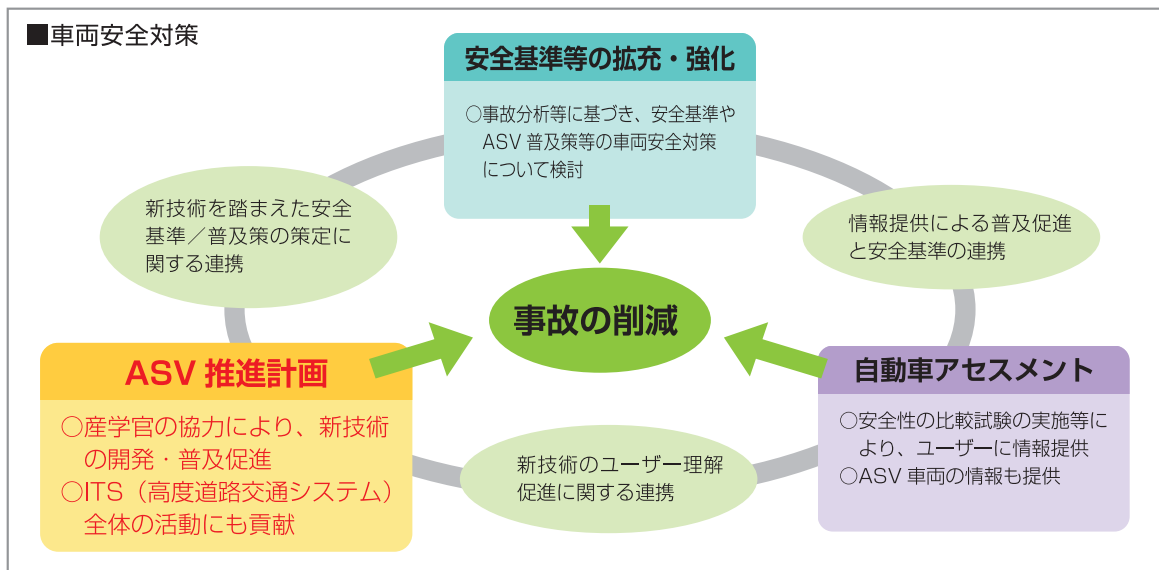 ■車両安全対策
安全基準等の拡充・強化
○事故分析等に基づき、安全基準や
ASV 普及策等の車両安全対策
について検討
新技術を踏まえた安全
基準／普及策の策定に
関する連携
情報提供による普及促進
と安全基準の連携
事故の削減
ASV 推進計画
○産学官の協力により、新技術
の開発・普及促進
○ITS（高度道路交通システム）
全体の活動にも貢献
新技術のユーザー理解
促進に関する連携
自動車アセスメント
○安全性の比較試験の実施等に
より、ユーザーに情報提供
○ASV 車両の情報も提供